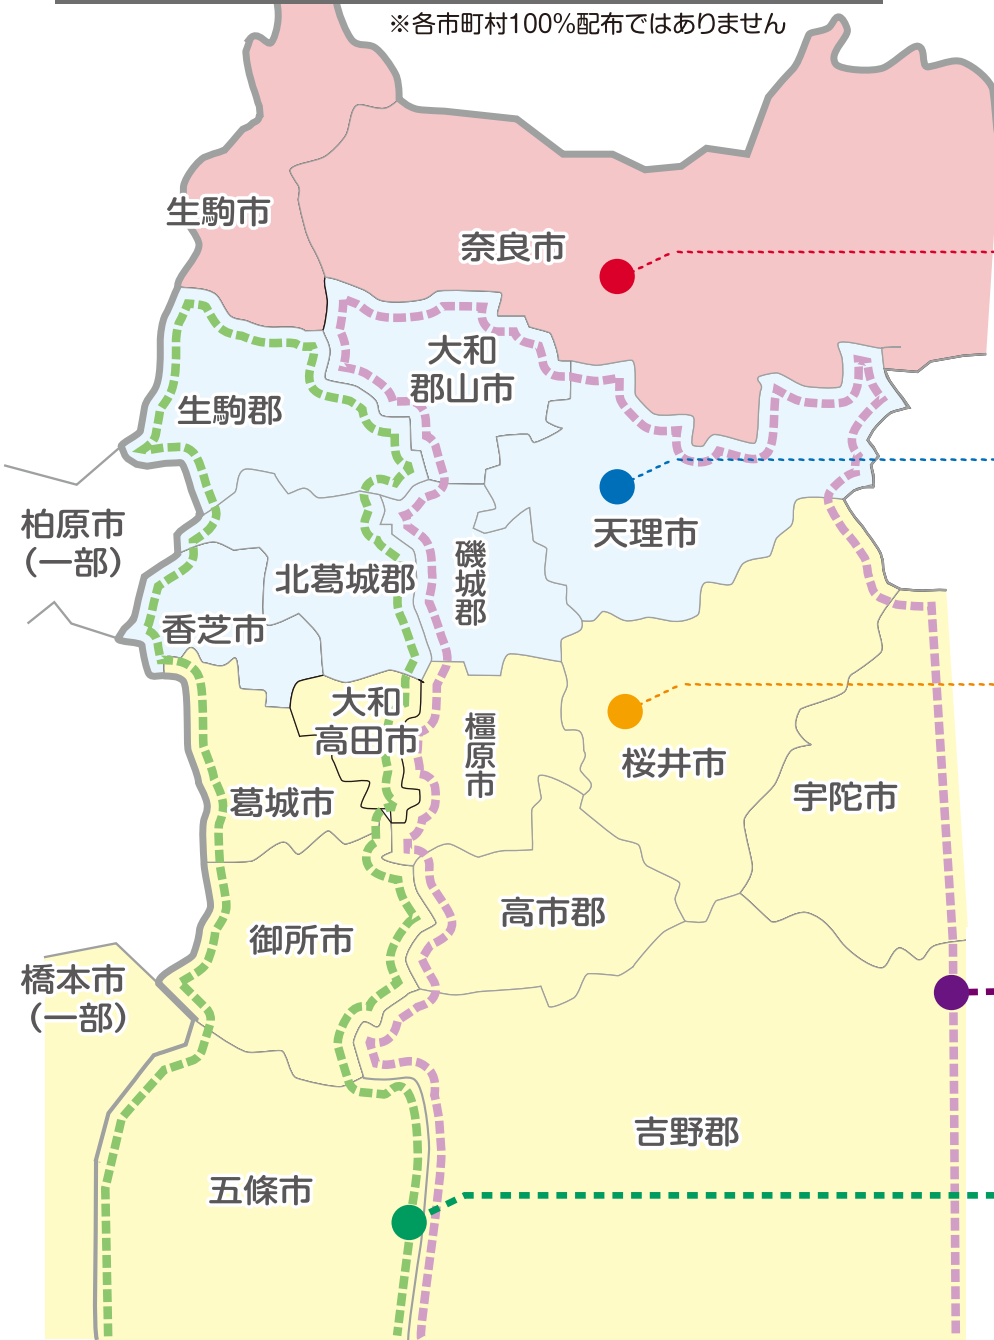 ※各市町村100%配布ではありません
生駒市
奈良市
大和
郡山市
生駒郡
柏原市
（一部）
天理市
磯城郡
北葛城郡
香芝市
大和
高田市
橿原市
桜井市
葛城市
宇陀市
高市郡
御所市
橋本市
（一部）
吉野郡
五條市